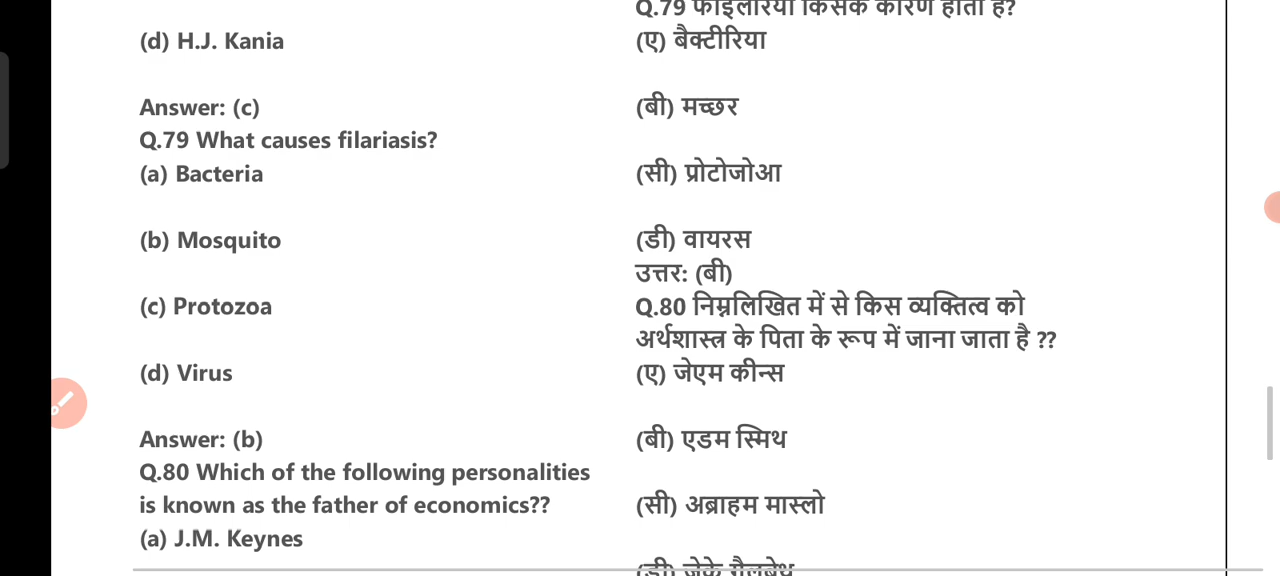 (d) H.J. Kania
Answer: (c)
Q.79 What causes filariasis?
(a) Bacteria
(b) Mosquito
(c) Protozoa
(d) Virus
Answer: (b)
Q.80 Which of the following personalities
is known as the father of economics??
(a) J.M. Keynes
Q.79 फाइलेरिया किसके कारण होता है?
(ए) बैक्टीरिया
(बी) मच्छर
(सी) प्रोटोजोआ
(डी) वायरस
उत्तर: (बी)
Q.80 निम्नलिखित में से किस व्यक्तित्व को
अर्थशास्त्र के पिता के रूप में जाना जाता है ??
(ए) जेएम कीन्स
(बी) एडम स्मिथ
(सी) अब्राहम मास्लो
(डी) जेके गैलब्रेथ